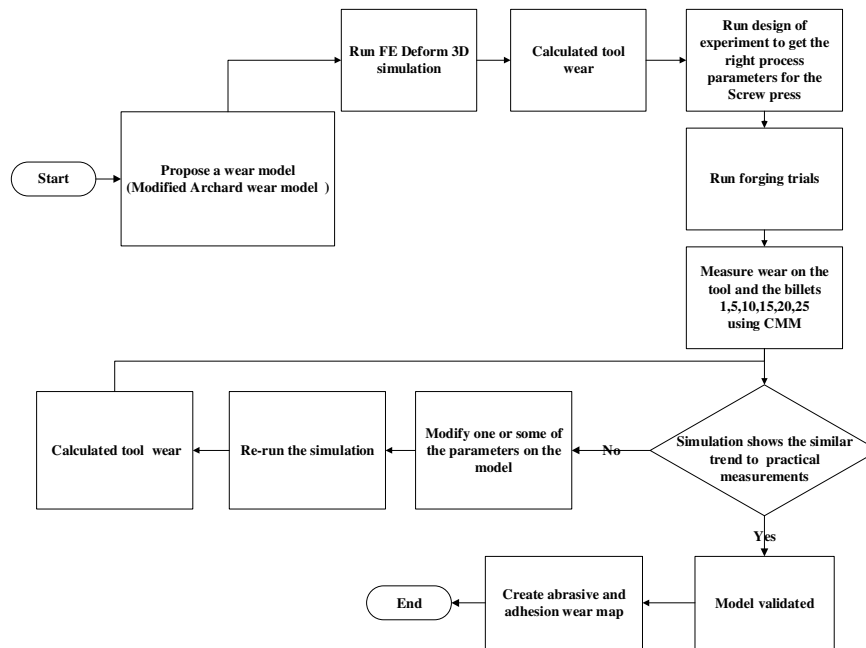 Start
Propose a wear model
(Modified Archard wear model )
Run FE Deform 3D
simulation
Calculated tool
wear
Run design of
experiment to get the
right process
parameters for the
Screw press
Run forging trials
Measure wear on the
tool and the billets
1,5,10,15,20,25
using CMM
Simulation shows the similar
trend to practical
measurements
No
Modify one or some of
the parameters on the
model
Re-run the simulation
Calculated tool wear
Yes
Model validated
Create abrasive and
adhesion wear map
End